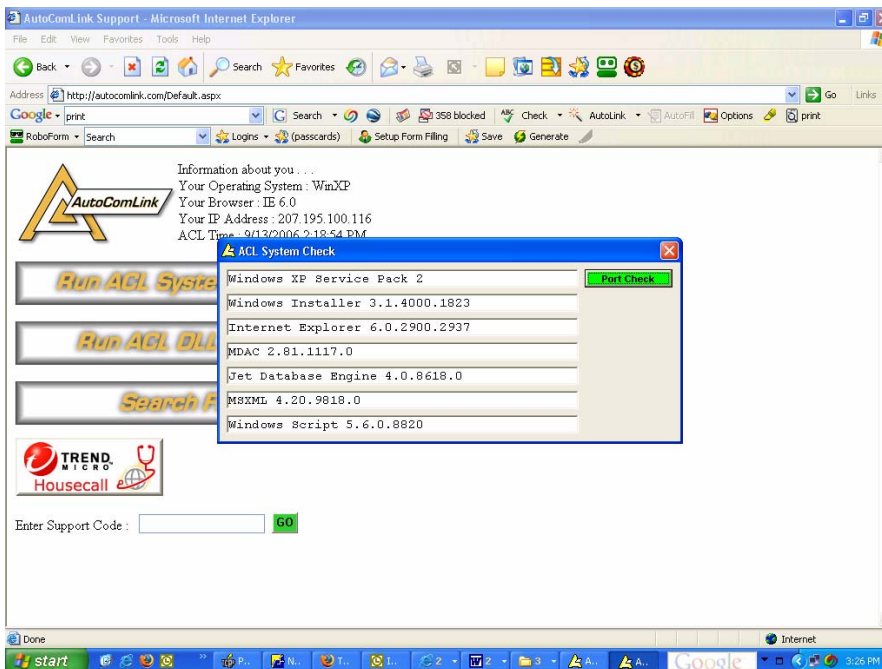 AutoComLink Support - Microsoft Internet Explorer
File Edit View Favorites Tools Help
Back Search Favorites
Address http://autocomlink.com/Default.aspx Go Links
Google print Search 358 blocked Check AutoLink AutoFill Options print
RoboForm Search Logins (passcards) Setup Form Filling Save Generate
AutoComLink
Information about you . . .
Your Operating System : WinXP
Your Browser : IE 6.0
Your IP Address : 207.195.100.116
ACL Time : 9/13/2006 2:18:54 PM
ACL System Check
Windows XP Service Pack 2
Port Check
Windows Installer 3.1.4000.1823
Internet Explorer 6.0.2900.2937
MDAC 2.81.1117.0
Jet Database Engine 4.0.8618.0
MSXML 4.20.9818.0
Windows Script 5.6.0.8820
Run ACL Syste
Run ACL DLL
Search F
TREND
MICRO
Housecall
Enter Support Code : GO
Done Internet
start P.. N.. T.. I.. 2 2 3 A.. A.. Google 3:26 PM